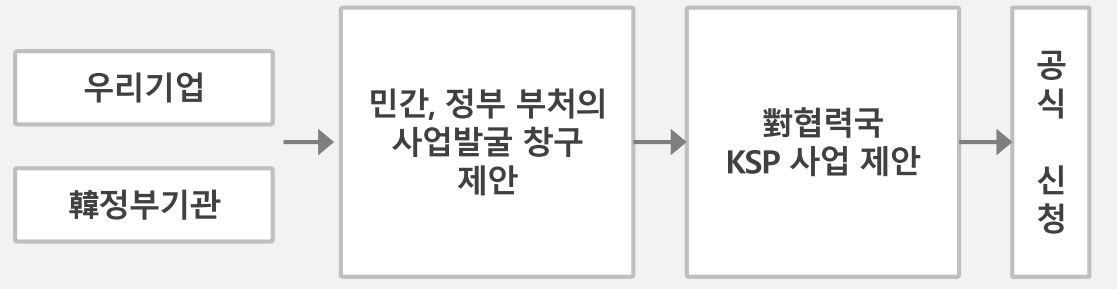 우리기업
韓정부기관
민간, 정부 부처의
사업발굴 창구
제안
對협력국
KSP 사업 제안
공
식
신
청